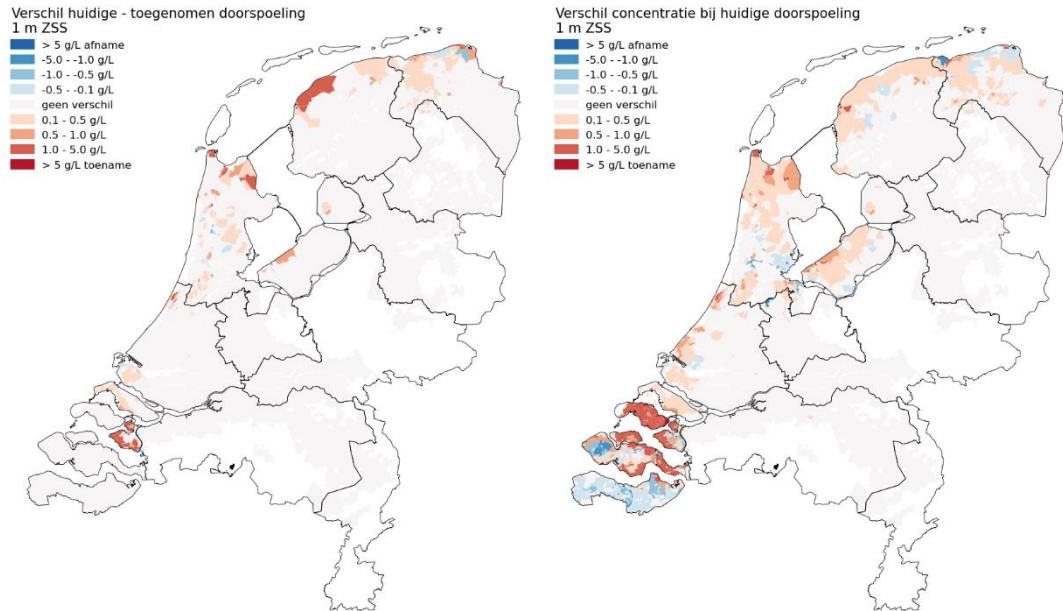 Verschil huidige - toegenomen doorspoeling
1 m ZSS
> 5 g/L afname
-5.0 - -1.0 g/L
-1.0 - -0.5 g/L
-0.5 - -0.1 g/L
geen verschil
0.1 - 0.5 g/L
0.5 - 1.0 g/L
1.0 - 5.0 g/L
> 5 g/L toename
Verschil concentratie bij huidige doorspoeling
1 m ZSS
> 5 g/L afname
-5.0 - -1.0 g/L
-1.0 - -0.5 g/L
-0.5 - -0.1 g/L
geen verschil
0.1 - 0.5 g/L
0.5 - 1.0 g/L
1.0 - 5.0 g/L
> 5 g/L toename